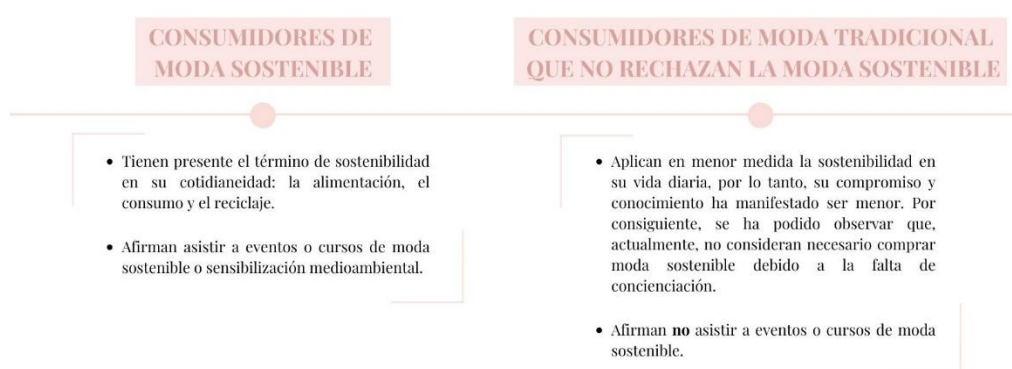 CONSUMIDORES DE
MODA SOSTENIBLE
• Tienen presente el término de sostenibilidad
en su cotidianeidad: la alimentación, el
consumo y el reciclaje.
• Afirman asistir a eventos o cursos de moda
sostenible o sensibilización medioambiental.
CONSUMIDORES DE MODA TRADICIONAL
QUE NO RECHAZAN LA MODA SOSTENIBLE
• Aplican en menor medida la sostenibilidad en
su vida diaria, por lo tanto, su compromiso y
conocimiento ha manifestado ser menor. Por
consiguiente, se ha podido observar que,
actualmente, no consideran necesario comprar
moda sostenible debido a la falta de
concienciación.
• Afirman no asistir a eventos o cursos de moda
sostenible.